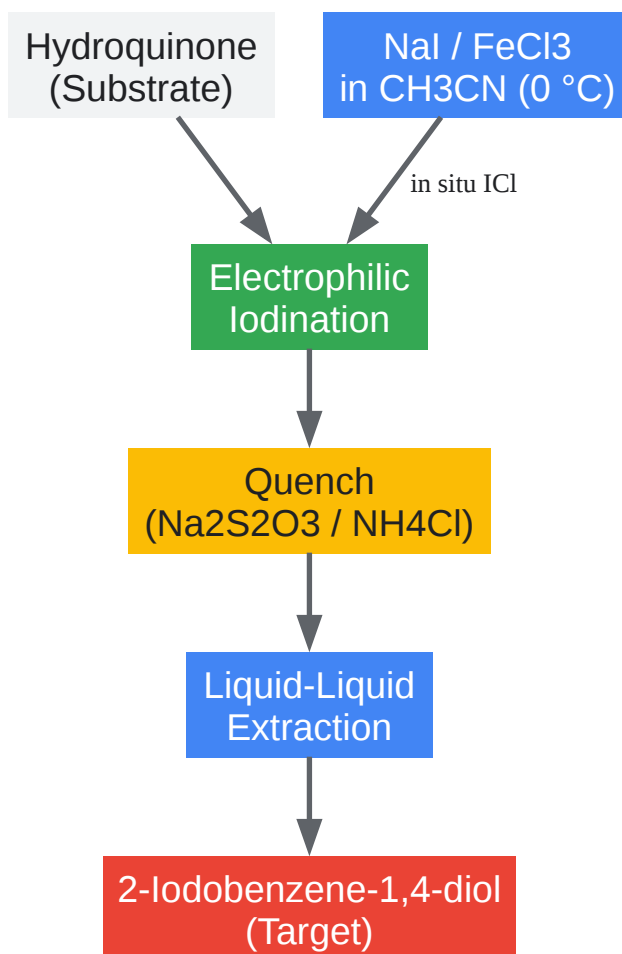 Hydroquinone
(Substrate)
NaI / FeCl3
in CH3CN (0 °C)
in situ ICl
Electrophilic
Iodination
Quench
(Na2S2O3 / NH4Cl)
Liquid-Liquid
Extraction
2-Iodobenzene-1,4-diol
(Target)